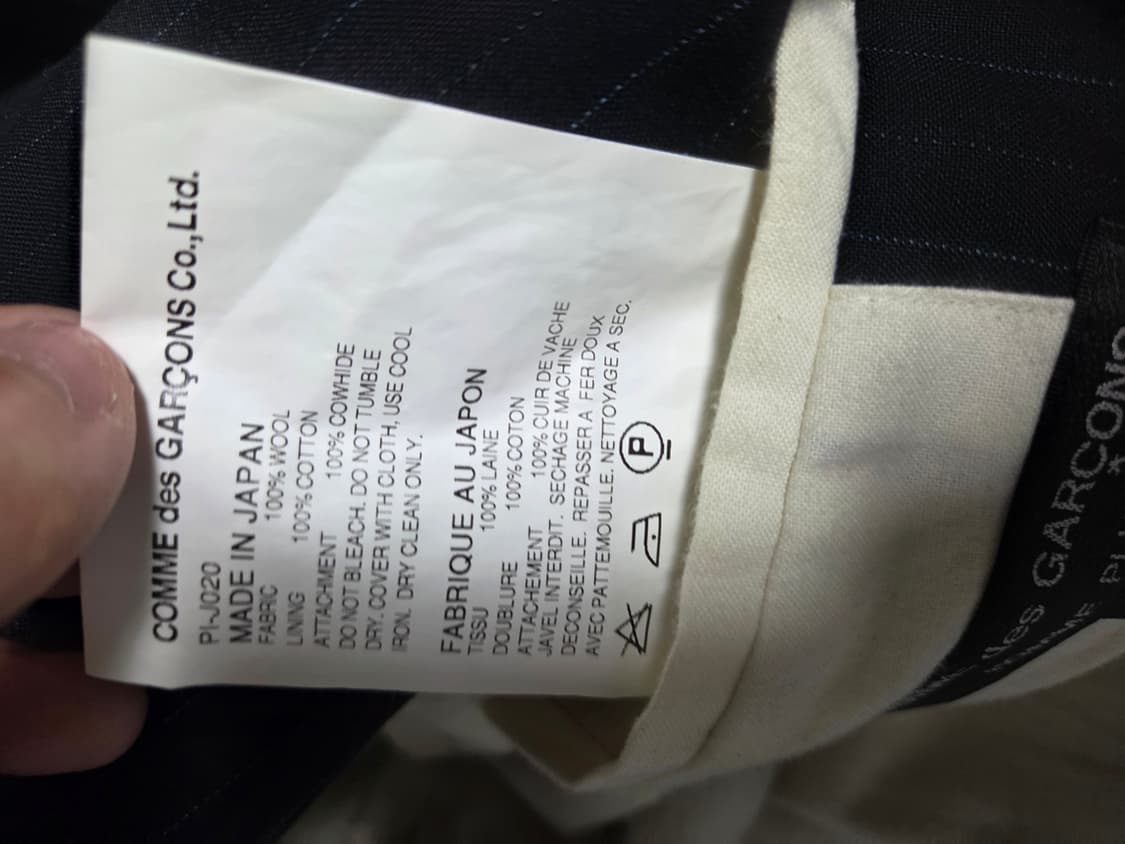 COMME des GARÇONS Co.,Ltd.
PI-J020
MADE IN JAPAN
FABRIC 100% WOOL
LINING 100% COTTON
ATTACHMENT 100% COWHIDE
DO NOT BLEACH. DO NOT TUMBLE
DRY. COVER WITH CLOTH, USE COOL
IRON. DRY CLEAN ONLY.
FABRIQUE AU JAPON
TISSU 100% LAINE
DOUBLURE 100% COTON
ATTACHEMENT 100% CUIR DE VACHE
JAVEL INTERDIT. SECHAGE MACHINE
DECONSEILLE. REPASSER A FER DOUX
AVEC PATTEMOUILLE. NETTOYAGE A SEC.
P
des GARÇONS
HOMME PLUS